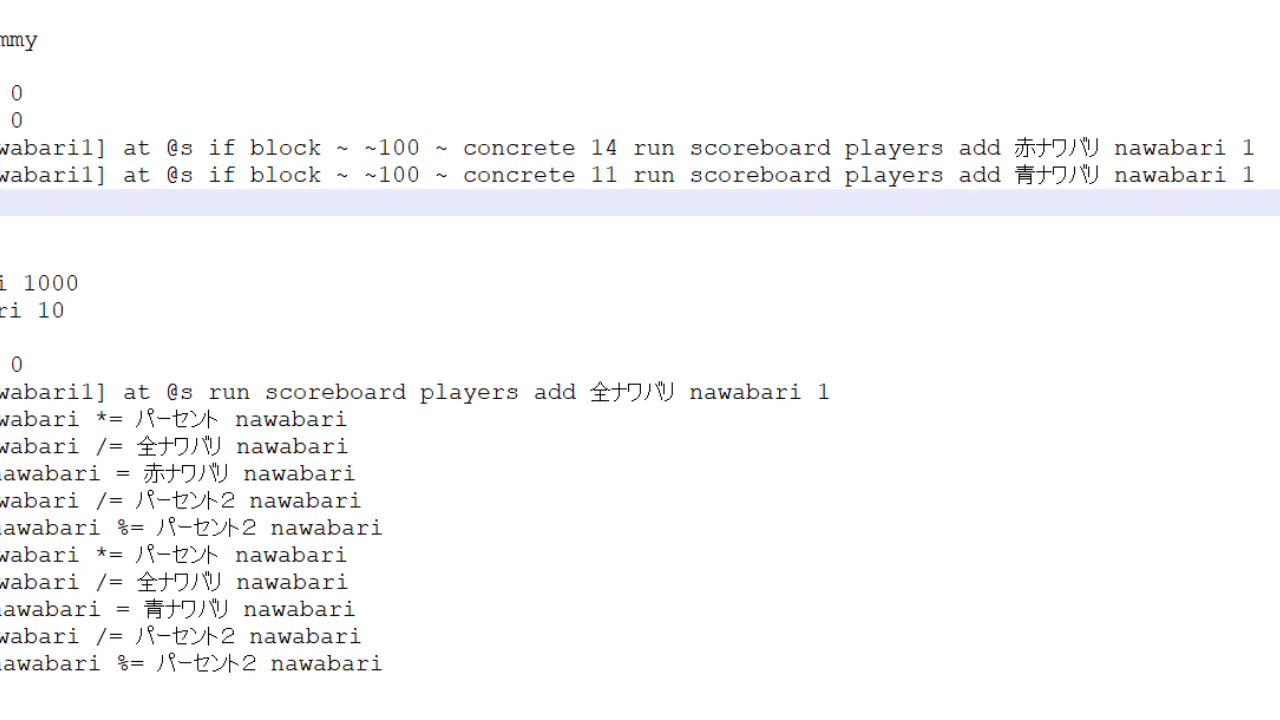 mmy
0
0
wabari1] at @s if block ~ ~100 ~ concrete 14 run scoreboard players add 赤ナワバリ nawabari 1
wabari1] at @s if block ~ ~100 ~ concrete 11 run scoreboard players add 青ナワバリ nawabari 1
i 1000
ri 10
0
wabari1] at @s run scoreboard players add 全ナワバリ nawabari 1
wabari *= パーセント nawabari
wabari /= 全ナワバリ nawabari
nawabari = 赤ナワバリ nawabari
wabari /= パーセント2 nawabari
nawabari %= パーセント2 nawabari
wabari *= パーセント nawabari
wabari /= 全ナワバリ nawabari
nawabari = 青ナワバリ nawabari
wabari /= パーセント2 nawabari
nawabari %= パーセント2 nawabari